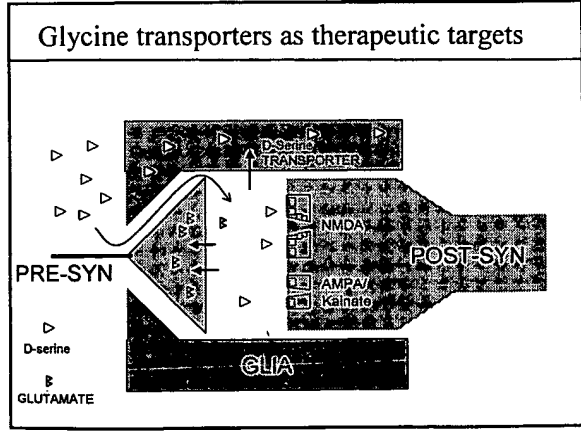 Glycine transporters as therapeutic targets
D-Serine
TRANSPORTER
NMDA
PRE-SYN
POST-SYN
AMPA/
Kainate
D-serine
GLIA
GLUTAMATE